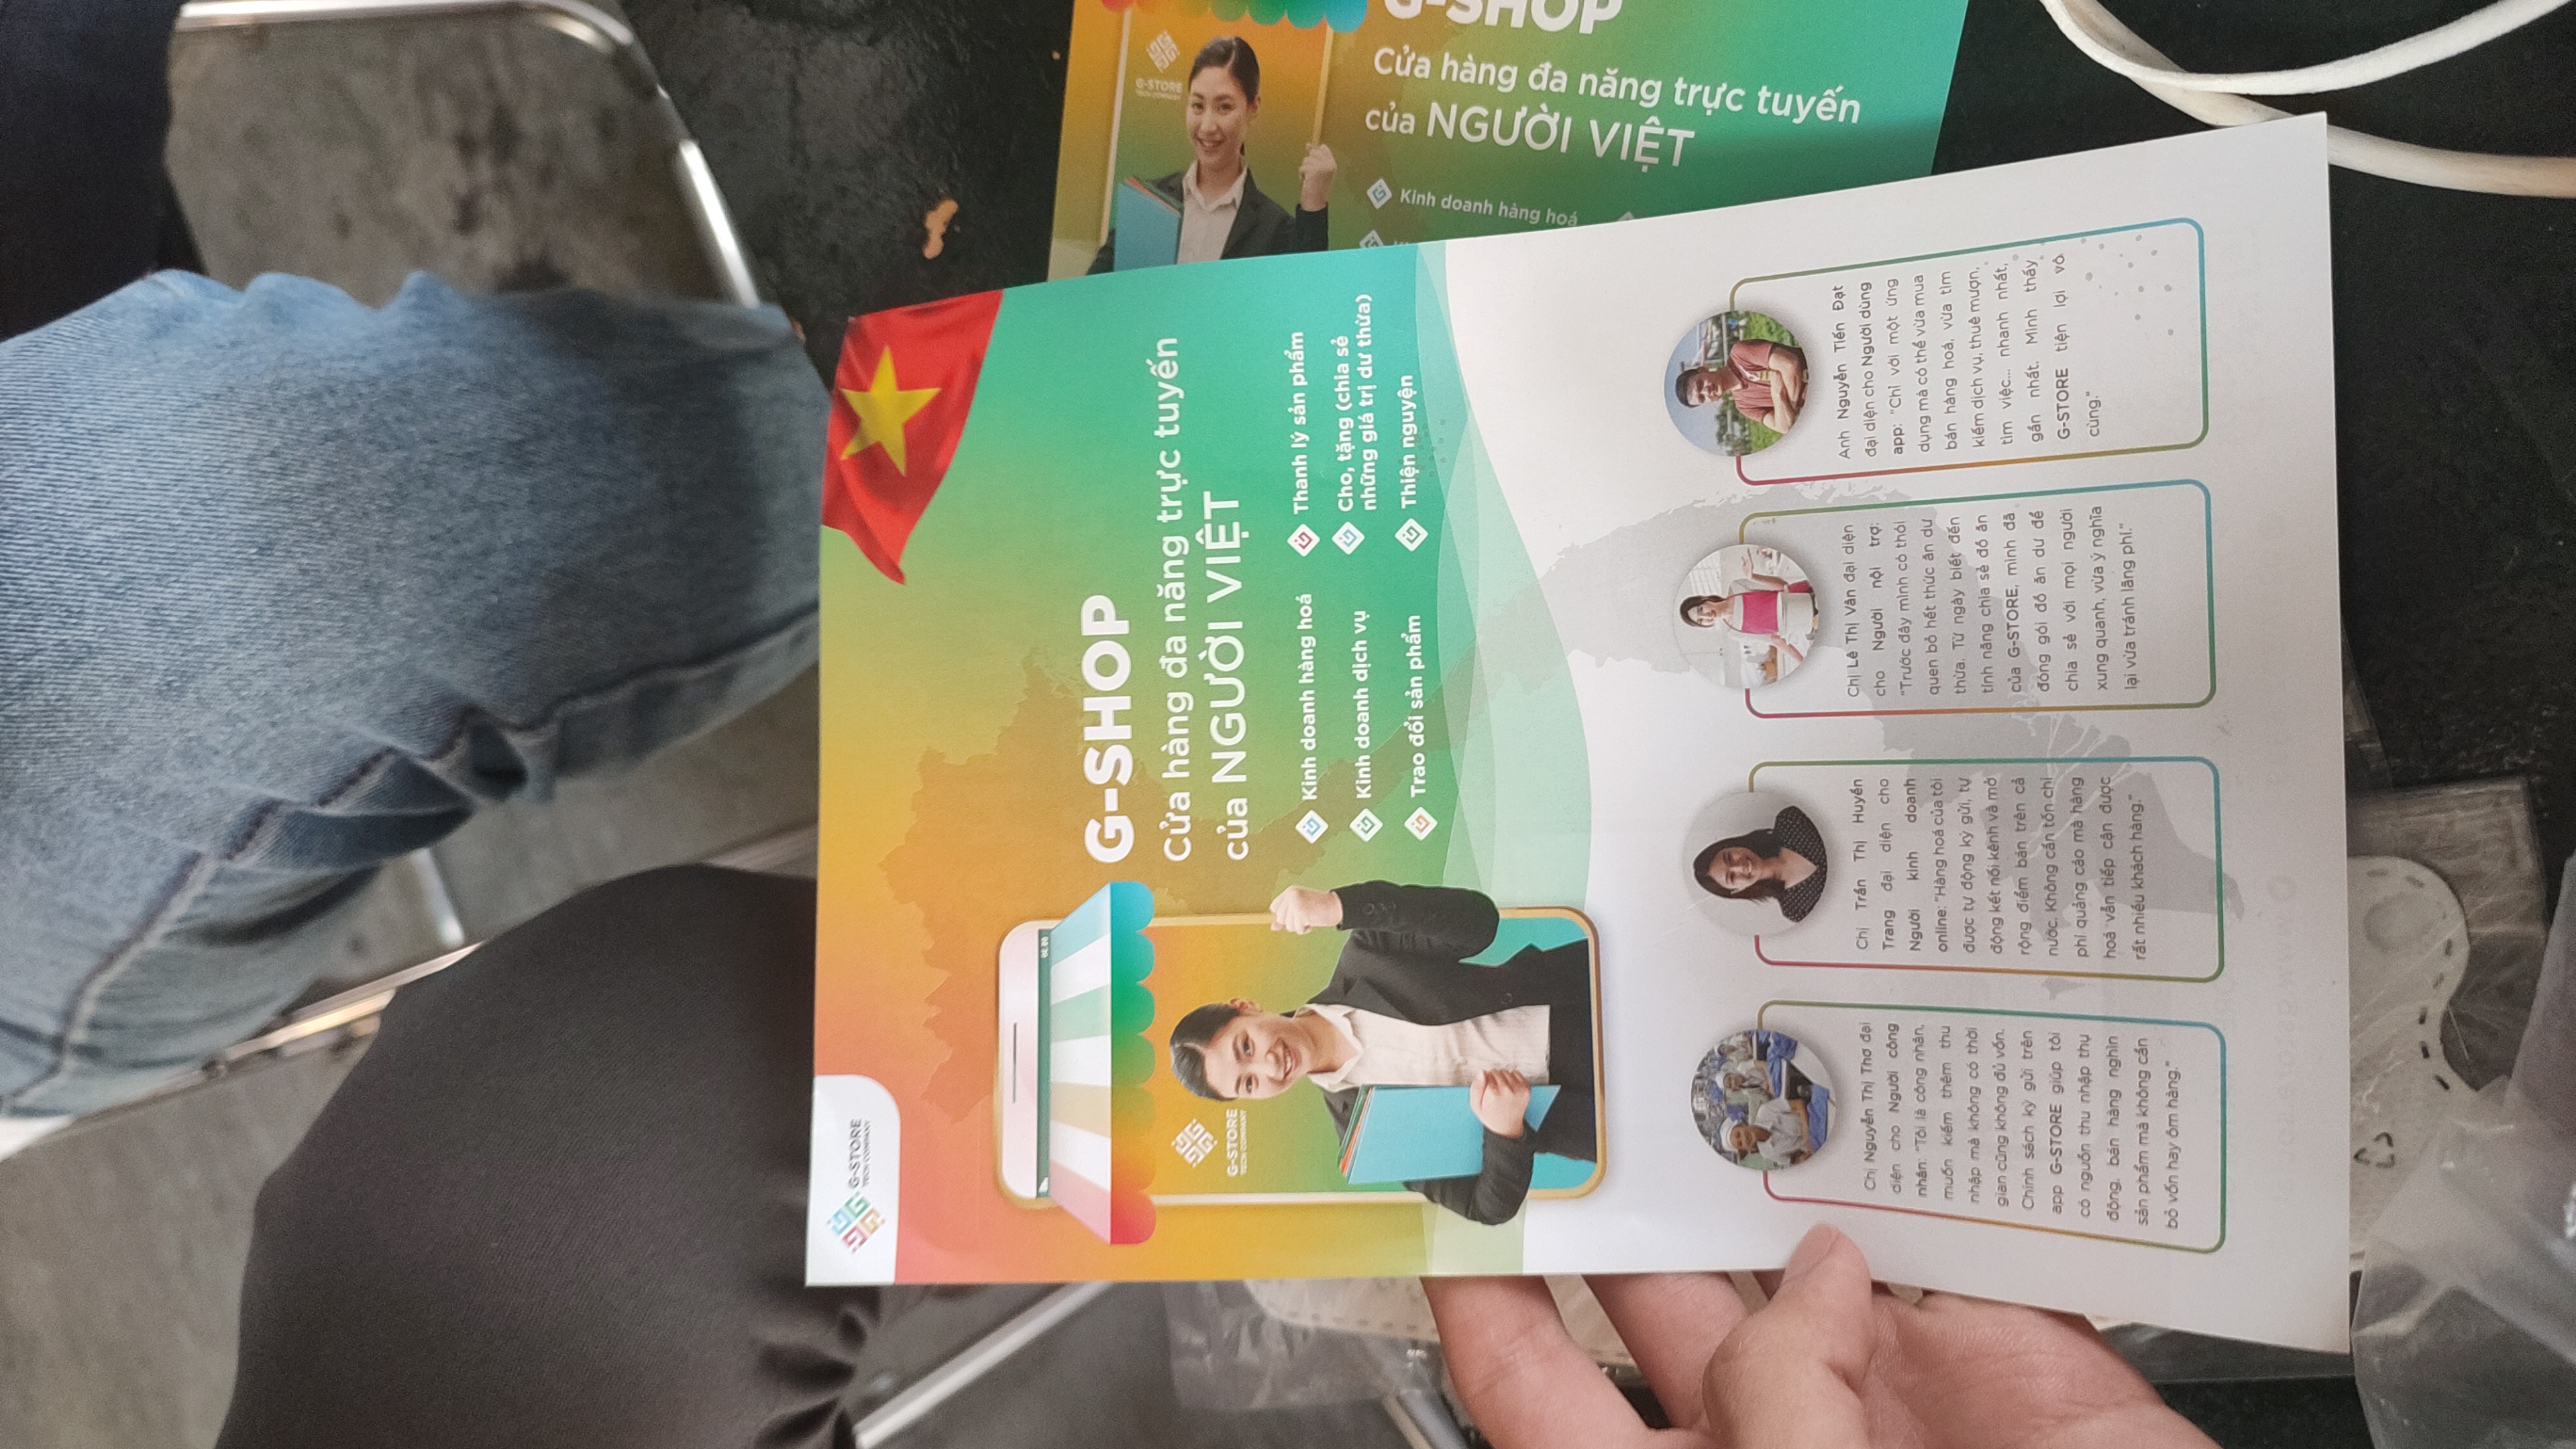 G-STORE
TECH COMPANY
G-STORE
TECH COMPANY
G-SHOP
Cửa hàng đa năng trực tuyến
của NGƯỜI VIỆT
Kinh doanh hàng hoá
Kinh doanh dịch vụ
Trao đổi sản phẩm
Thanh lý sản phẩm
Cho, tặng (chia sẻ
những giá trị dư thừa)
Thiện nguyện
Chị Nguyễn Thị Thơ đại
diện cho Người công
nhân: "Tôi là công nhân,
muốn kiếm thêm thu
nhập mà không có thời
gian cũng không đủ vốn.
Chính sách ký gửi trên
app G-STORE giúp tôi
có nguồn thu nhập thụ
động, bán hàng nghìn
sản phẩm mà không cần
bỏ vốn hay ôm hàng."
Chị Trần Thị Huyền
Trang đại diện cho
Người kinh doanh
online: "Hàng hoá của tôi
được tự động ký gửi, tự
động kết nối kênh và mở
rộng điểm bán trên cả
nước. Không cần tốn chi
phí quảng cáo mà hàng
hoá vẫn tiếp cận được
rất nhiều khách hàng."
Chị Lê Thị Vân đại diện
cho Người nội trợ:
"Trước đây mình có thói
quen bỏ hết thức ăn dư
thừa. Từ ngày biết đến
tính năng chia sẻ đồ ăn
của G-STORE, mình đã
đóng gói đồ ăn dư để
chia sẻ với mọi người
xung quanh, vừa ý nghĩa
lại vừa tránh lãng phí."
Anh Nguyễn Tiến Đạt
đại diện cho Người dùng
app: "Chỉ với một ứng
dụng mà có thể vừa mua
bán hàng hoá, vừa tìm
kiếm dịch vụ, thuê mượn,
tìm việc... nhanh nhất,
gần nhất. Mình thấy
G-STORE tiện lợi vô
cùng."
G-STORE
G-SHOP
Cửa hàng đa năng trực tuyến
của NGƯỜI VIỆT
Kinh doanh hàng hoá